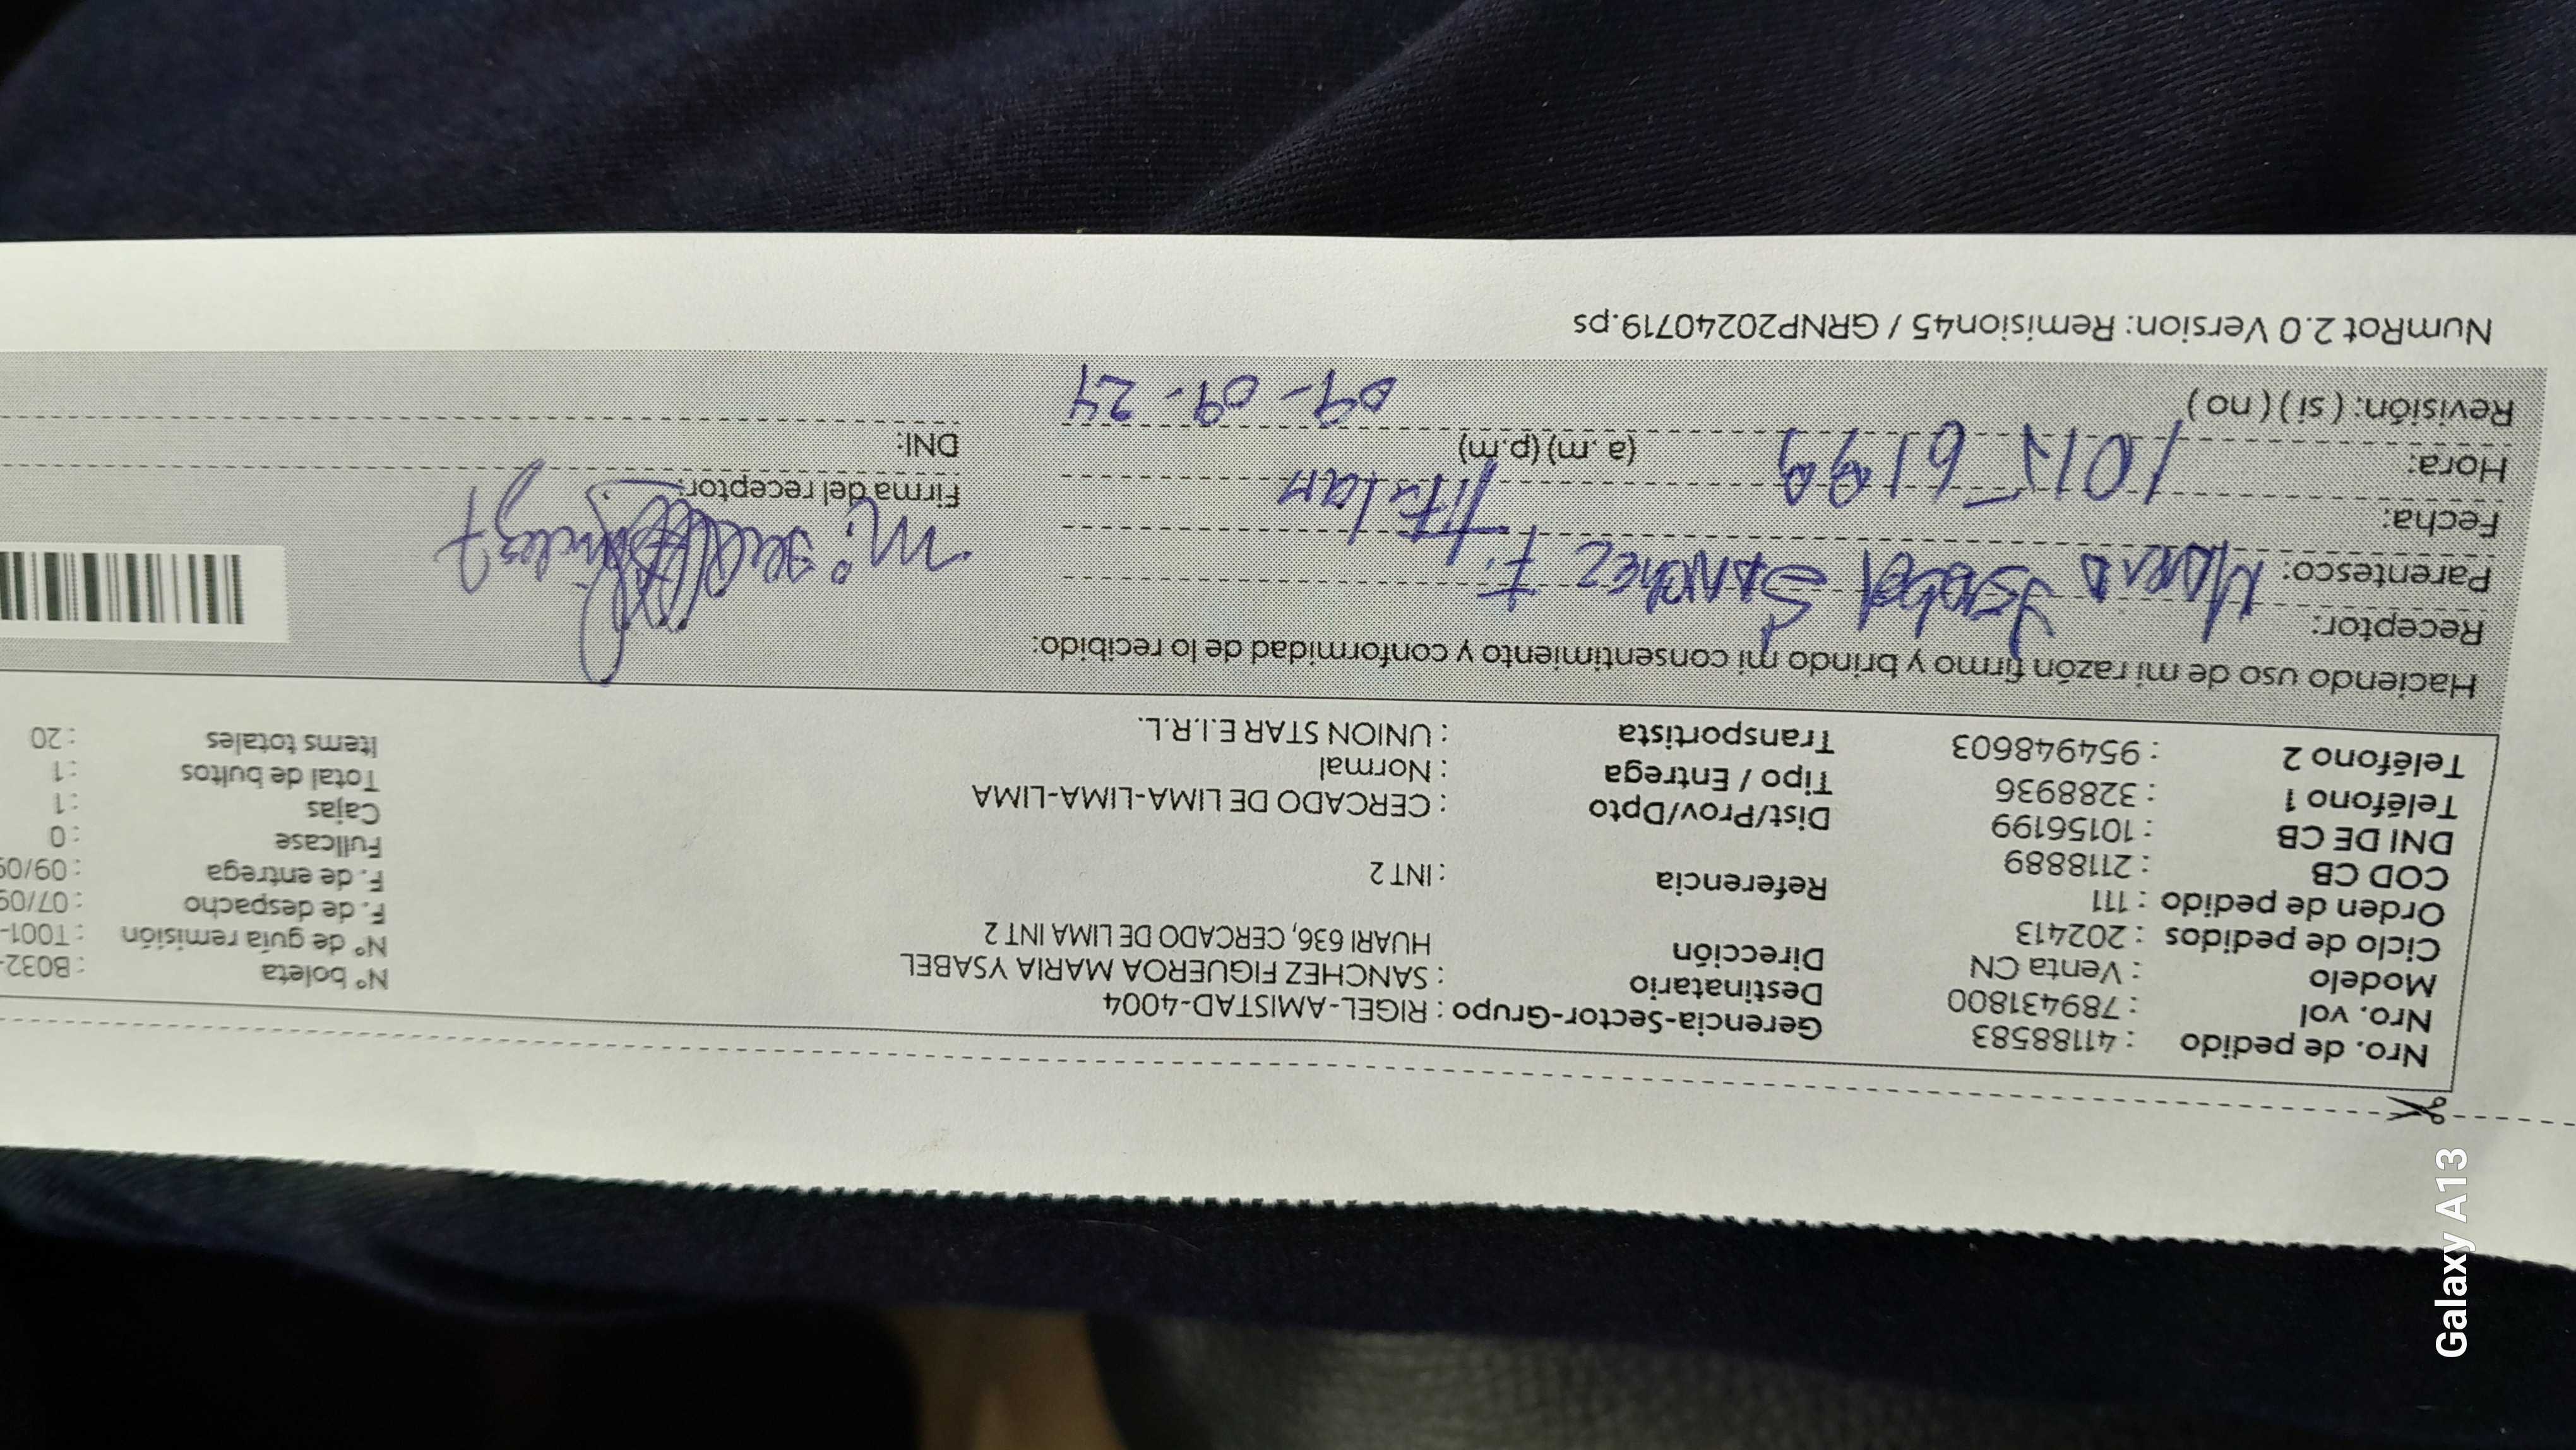 Nro. de pedido : 41188583 Gerencia-Sector-Grupo : RIGEL-AMISTAD-4004 Nº boleta : B032-
Nro. vol : 789431800 Destinatario : SANCHEZ FIGUEROA MARIA YSABEL Nº de guía remisión : T001-
Modelo : Venta CN Dirección HUARI 636, CERCADO DE LIMA INT 2 F. de despacho : 07/09
Ciclo de pedidos : 202413 F. de entrega : 09/09
Orden de pedido : 111 Referencia : INT 2 Fullcase : 0
COD CB : 2118889 Cajas : 1
DNI DE CB : 10156199 Dist/Prov/Dpto : CERCADO DE LIMA-LIMA-LIMA Total de bultos : 1
Teléfono 1 : 3288936 Tipo / Entrega : Normal Items totales : 20
Teléfono 2 : 954948603 Transportista : UNION STAR E.I.R.L.
Haciendo uso de mi razón firmo y brindo mi consentimiento y conformidad de lo recibido:
Receptor: Maria Isabel Sanchez F.
Parentesco: Titular
Fecha: 10156199 Firma del receptor:
Hora: (a. m) (p.m) DNI:
Revisión: ( si ) ( no ) 09-09-24
NumRot 2.0 Version: Remision45 / GRNP20240719.ps
Galaxy A13